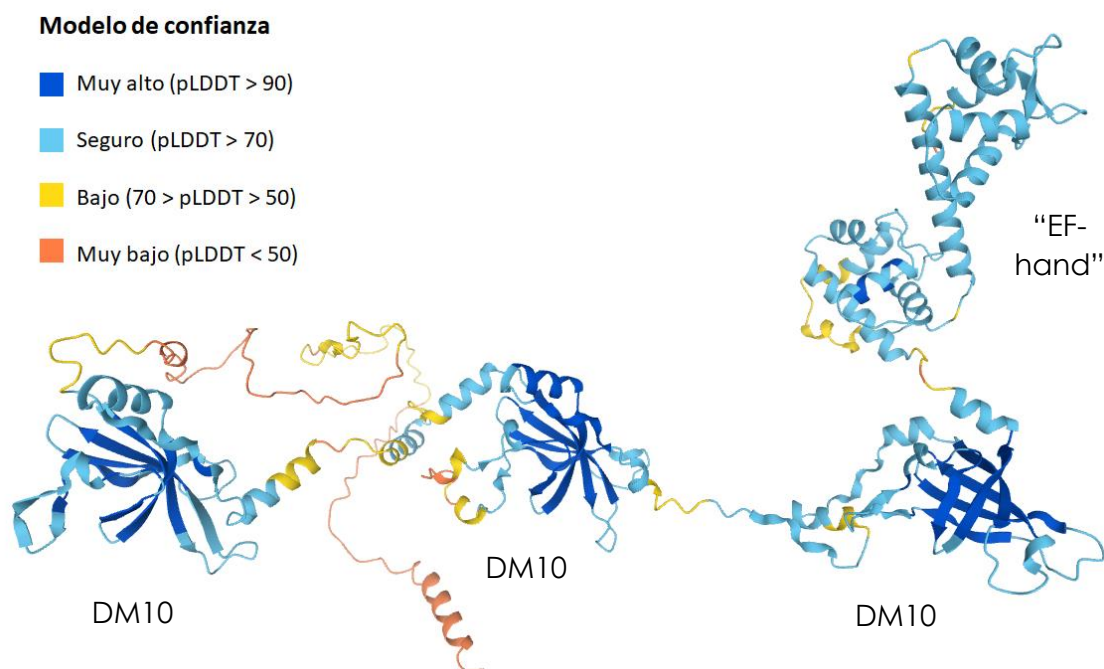 Modelo de confianza
Muy alto (pLDDT > 90)
Seguro (pLDDT > 70)
Bajo (70 > pLDDT > 50)
Muy bajo (pLDDT < 50)
“EF-
hand”
DM10
DM10
DM10